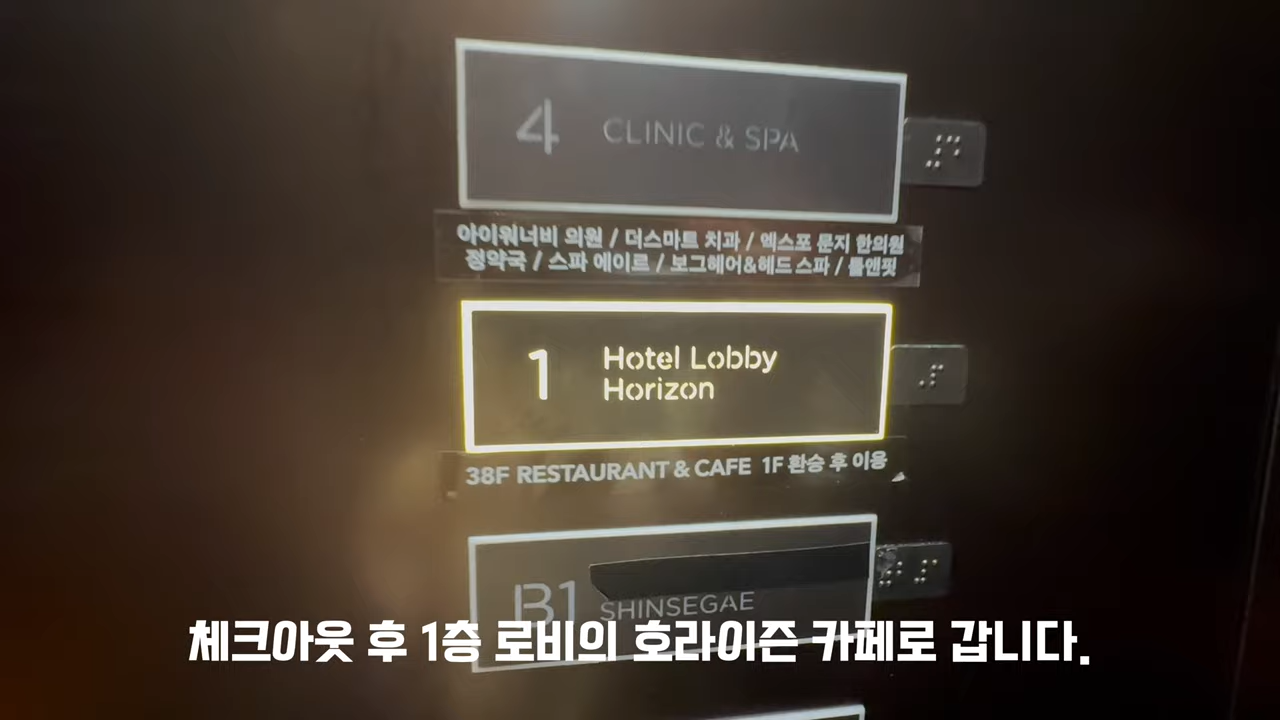 4 CLINIC & SPA
아이워너비 의원 / 더스마트 치과 / 엑스포 문지 한의원
정약국 / 스파 에이르 / 보그헤어&헤드 스파 / 톨앤핏
1 Hotel Lobby
Horizon
38F RESTAURANT & CAFE 1F 환승 후 이용
B1 SHINSEGAE
체크아웃 후 1층 로비의 호라이즌 카페로 갑니다.